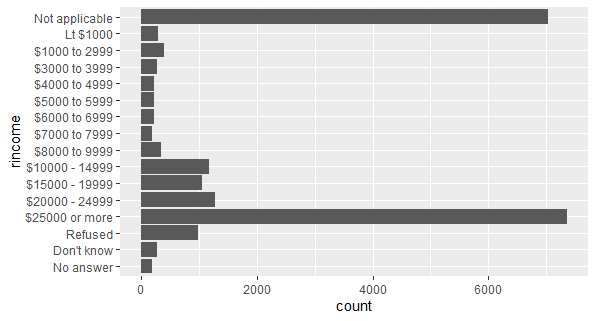 Not applicable
Lt $1000
$1000 to 2999
$3000 to 3999
$4000 to 4999
$5000 to 5999
$6000 to 6999
$7000 to 7999
$8000 to 9999
$10000 - 14999
$15000 - 19999
$20000 - 24999
$25000 or more
Refused
Don't know
No answer
rincome
0 2000 4000 6000
count